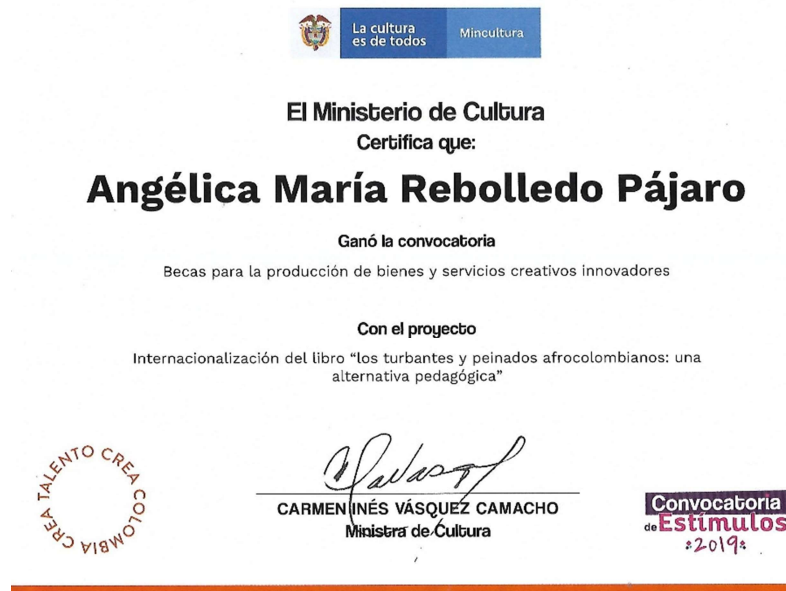 La cultura
es de todos
Mincultura
El Ministerio de Cultura
Certifica que:
Angélica María Rebolledo Pájaro
Ganó la convocatoria
Becas para la producción de bienes y servicios creativos innovadores
Con el proyecto
Internacionalización del libro “los turbantes y peinados afrocolombianos: una
alternativa pedagógica”
CARMEN INÉS VÁSQUEZ CAMACHO
Ministra de Cultura
COLOMBIA CREA TALENTO CREA
Convocatoria
de Estímulos
2019